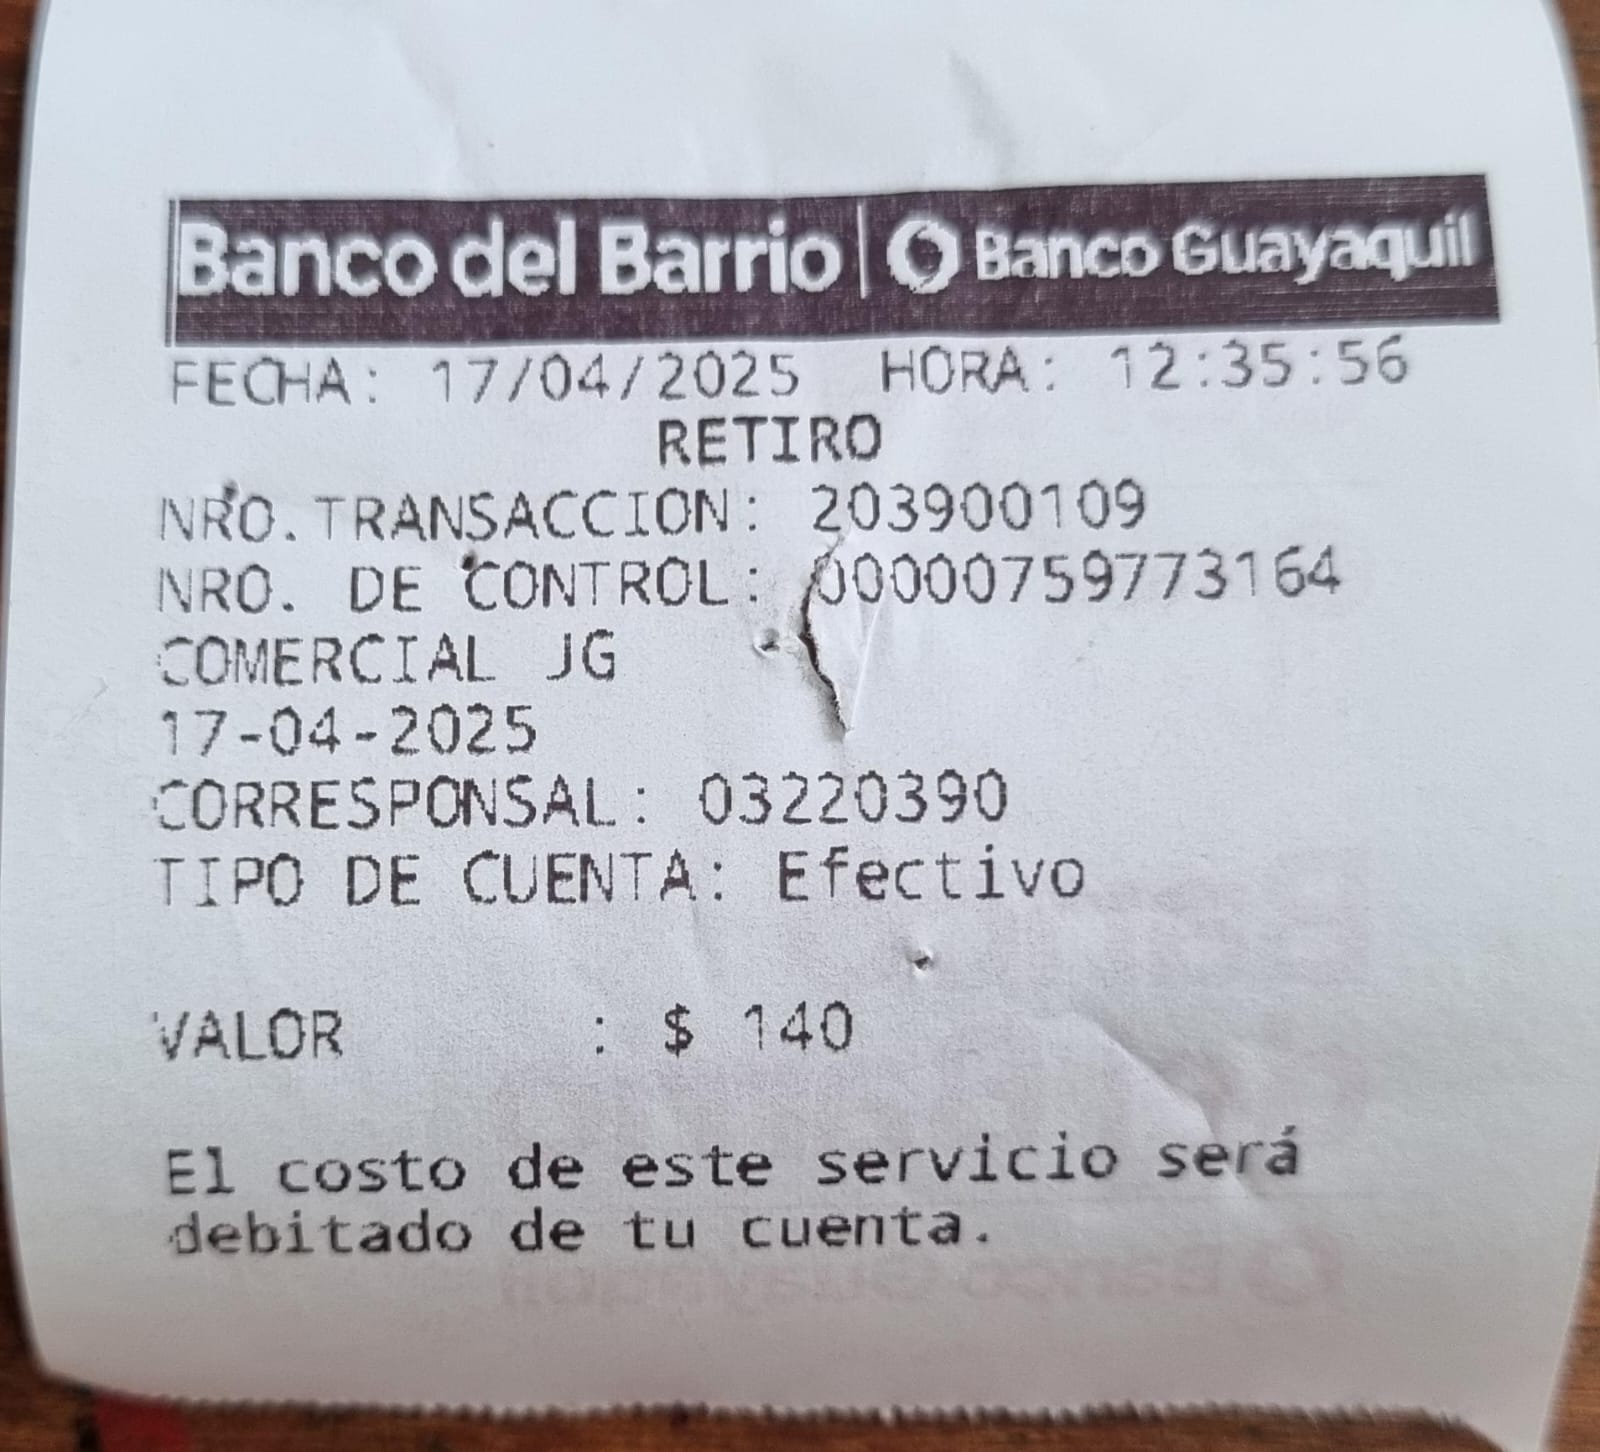 Banco del Barrio | Banco Guayaquil
FECHA: 17/04/2025 HORA: 12:35:56
RETIRO
NRO.TRANSACCION: 203900109
NRO. DE CONTROL: 00000759773164
COMERCIAL JG
17-04-2025
CORRESPONSAL: 03220390
TIPO DE CUENTA: Efectivo
VALOR : $ 140
El costo de este servicio será
debitado de tu cuenta.